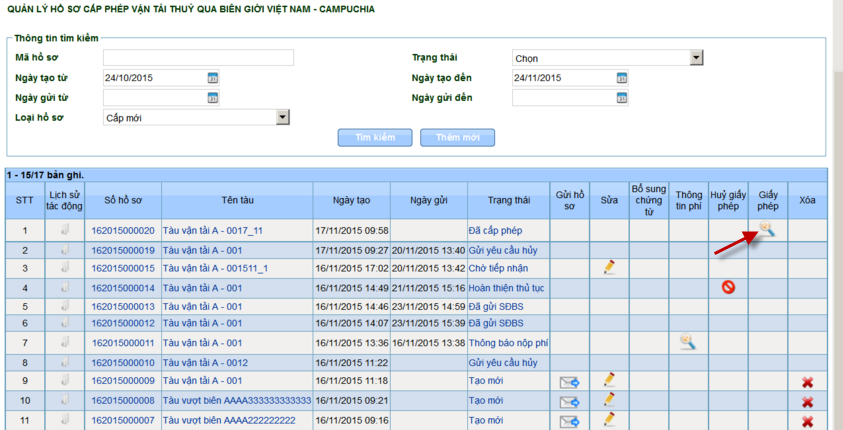 QUẢN LÝ HỒ SƠ CẤP PHÉP VẬN TẢI THUỶ QUA BIÊN GIỚI VIỆT NAM - CAMPUCHIA
Thông tin tìm kiếm
Mã hồ sơ Trạng thái Chọn
Ngày tạo từ 24/10/2015 Ngày tạo đến 24/11/2015
Ngày gửi từ Ngày gửi đến
Loại hồ sơ Cấp mới
Tìm kiếm Thêm mới
1 - 15/17 bản ghi.
STT Lịch sử tác động Số hồ sơ Tên tàu Ngày tạo Ngày gửi Trạng thái Gửi hồ sơ Sửa Bổ sung chứng từ Thông tin phí Huỷ giấy phép Giấy phép Xóa
1 162015000020 Tàu vận tải A - 0017_11 17/11/2015 09:58 Đã cấp phép
2 162015000019 Tàu vận tải A - 001 17/11/2015 09:27 20/11/2015 13:40 Gửi yêu cầu hủy
3 162015000015 Tàu vận tải A - 001511_1 16/11/2015 17:02 20/11/2015 13:42 Chờ tiếp nhận
4 162015000014 Tàu vận tải A - 001 16/11/2015 14:49 21/11/2015 15:16 Hoàn thiện thủ tục
5 162015000013 Tàu vận tải A - 001 16/11/2015 14:46 23/11/2015 14:59 Đã gửi SĐBS
6 162015000012 Tàu vận tải A - 001 16/11/2015 14:07 23/11/2015 15:39 Đã gửi SĐBS
7 162015000011 Tàu vận tải A - 001 16/11/2015 13:36 16/11/2015 13:38 Thông báo nộp phí
8 162015000010 Tàu vận tải A - 0012 16/11/2015 11:22 Gửi yêu cầu hủy
9 162015000009 Tàu vận tải A - 001 16/11/2015 11:18 Tạo mới
10 162015000008 Tàu vượt biên AAAA333333333333 16/11/2015 09:21 Tạo mới
11 162015000007 Tàu vượt biên AAAA222222222 16/11/2015 09:16 Tạo mới